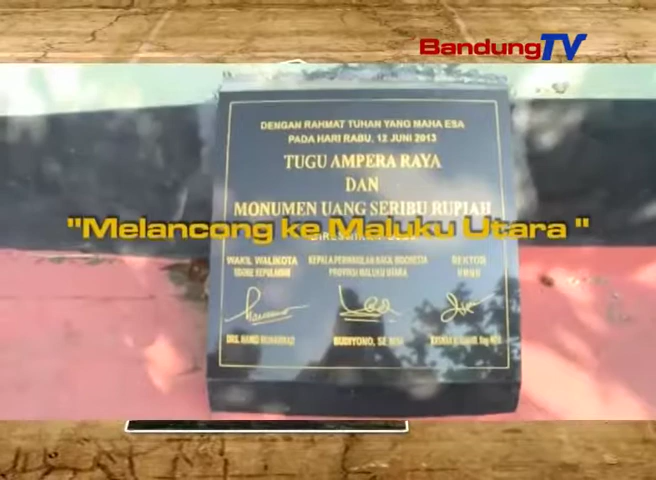 BandungTV
DENGAN RAHMAT TUHAN YANG MAHA ESA
PADA HARI RABU, 12 JUNI 2013
TUGU AMPERA RAYA
DAN
MONUMEN UANG SERIBU RUPIAH
"Melancong ke Maluku Utara "
WAKIL WALIKOTA
KEPALA PERWAKILAN BANK INDONESIA
REKTOR
TIDORE KEPULAUAN
PROVINSI MALUKU UTARA
BUDIYONO, SE